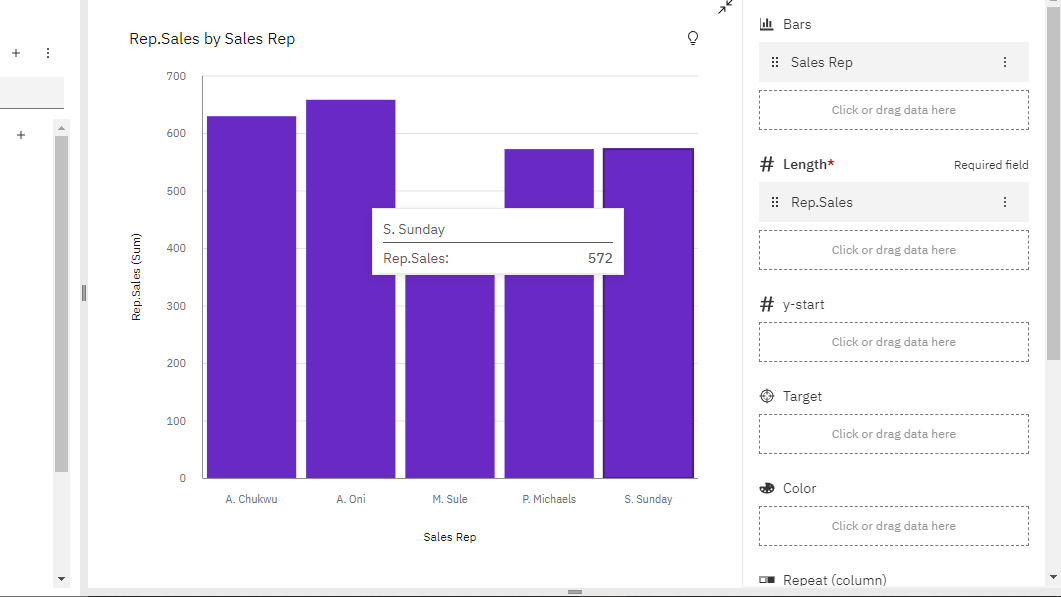 Rep.Sales by Sales Rep
700
600
500
400
300
200
100
0
Rep.Sales (Sum)
S. Sunday
Rep.Sales: 572
A. Chukwu A. Oni M. Sule P. Michaels S. Sunday
Sales Rep
Bars
Sales Rep
Click or drag data here
# Length* Required field
Rep.Sales
Click or drag data here
# y-start
Click or drag data here
Target
Click or drag data here
Color
Click or drag data here
Repeat (column)